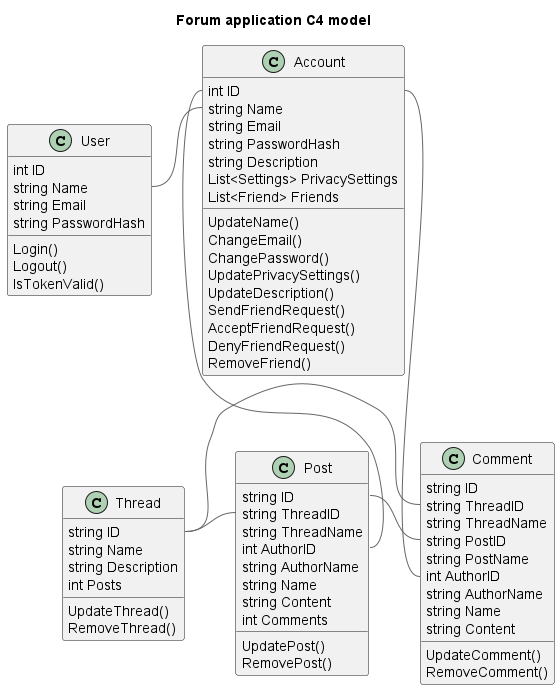 Forum application C4 model
C Account
int ID
string Name
string Email
string PasswordHash
string Description
List<Settings> PrivacySettings
List<Friend> Friends
UpdateName()
ChangeEmail()
ChangePassword()
UpdatePrivacySettings()
UpdateDescription()
SendFriendRequest()
AcceptFriendRequest()
DenyFriendRequest()
RemoveFriend()
C User
int ID
string Name
string Email
string PasswordHash
Login()
Logout()
IsTokenValid()
C Thread
string ID
string Name
string Description
int Posts
UpdateThread()
RemoveThread()
C Post
string ID
string ThreadID
string ThreadName
int AuthorID
string AuthorName
string Name
string Content
int Comments
UpdatePost()
RemovePost()
C Comment
string ID
string ThreadID
string ThreadName
string PostID
string PostName
int AuthorID
string AuthorName
string Name
string Content
UpdateComment()
RemoveComment()